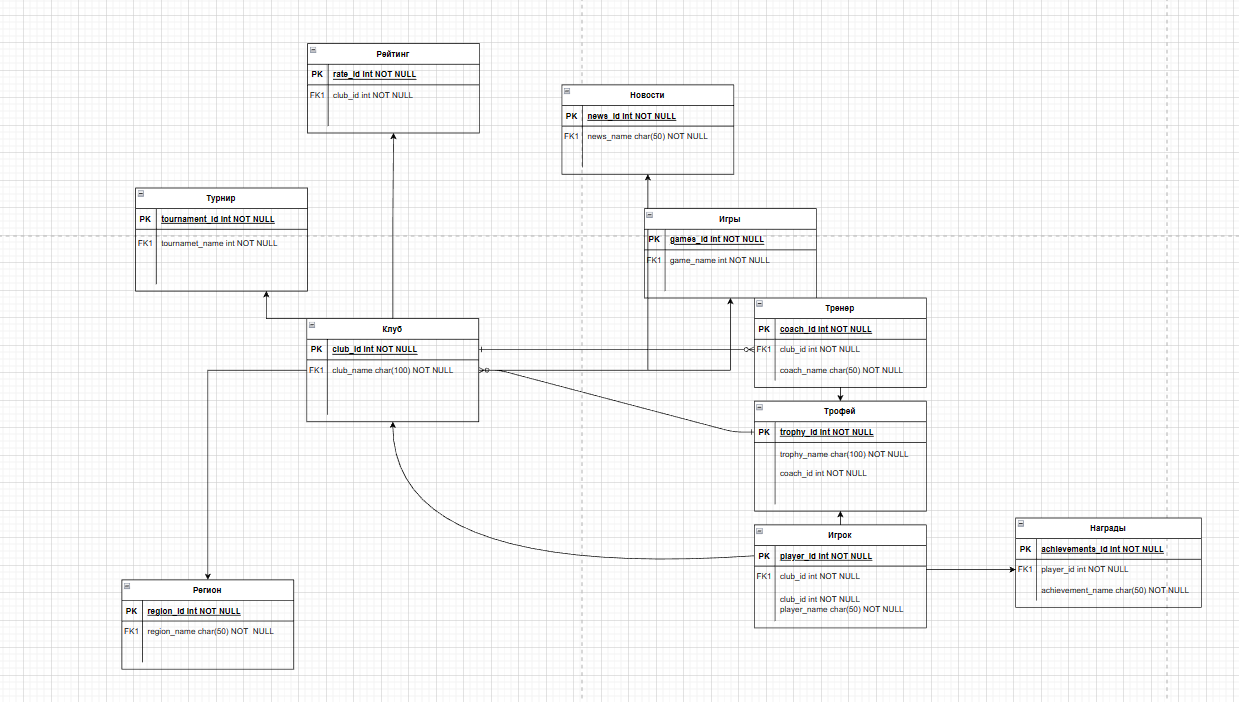 Рейтинг
PK rate_id int NOT NULL
FK1 club_id int NOT NULL
Новости
PK news_id int NOT NULL
FK1 news_name char(50) NOT NULL
Турнир
PK tournament_id int NOT NULL
FK1 tournamet_name int NOT NULL
Игры
PK games_id int NOT NULL
FK1 game_name int NOT NULL
Тренер
PK coach_id int NOT NULL
FK1 club_id int NOT NULL
coach_name char(50) NOT NULL
Клуб
PK club_id int NOT NULL
FK1 club_name char(100) NOT NULL
Трофей
PK trophy_id int NOT NULL
trophy_name char(100) NOT NULL
coach_id int NOT NULL
Игрок
PK player_id int NOT NULL
FK1 club_id int NOT NULL
club_id int NOT NULL
player_name char(50) NOT NULL
Награды
PK achievements_id int NOT NULL
FK1 player_id int NOT NULL
achievement_name char(50) NOT NULL
Регион
PK region_id int NOT NULL
FK1 region_name char(50) NOT NULL